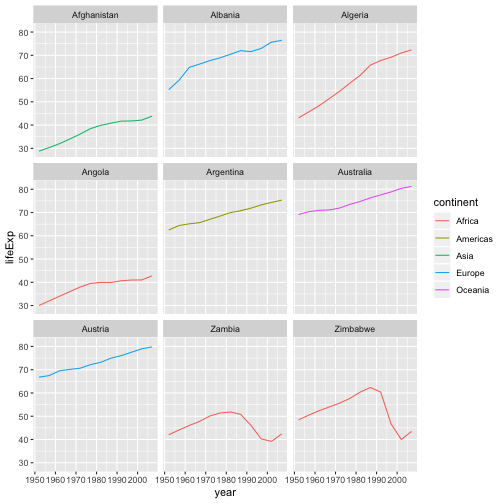 Afghanistan Albania Algeria
80
70
60
50
40
30
Angola Argentina Australia
80
70
60
50
40
30
Austria Zambia Zimbabwe
80
70
60
50
40
30
1950 1960 1970 1980 1990 2000 1950 1960 1970 1980 1990 2000 1950 1960 1970 1980 1990 2000
year
lifeExp
continent
Africa
Americas
Asia
Europe
Oceania